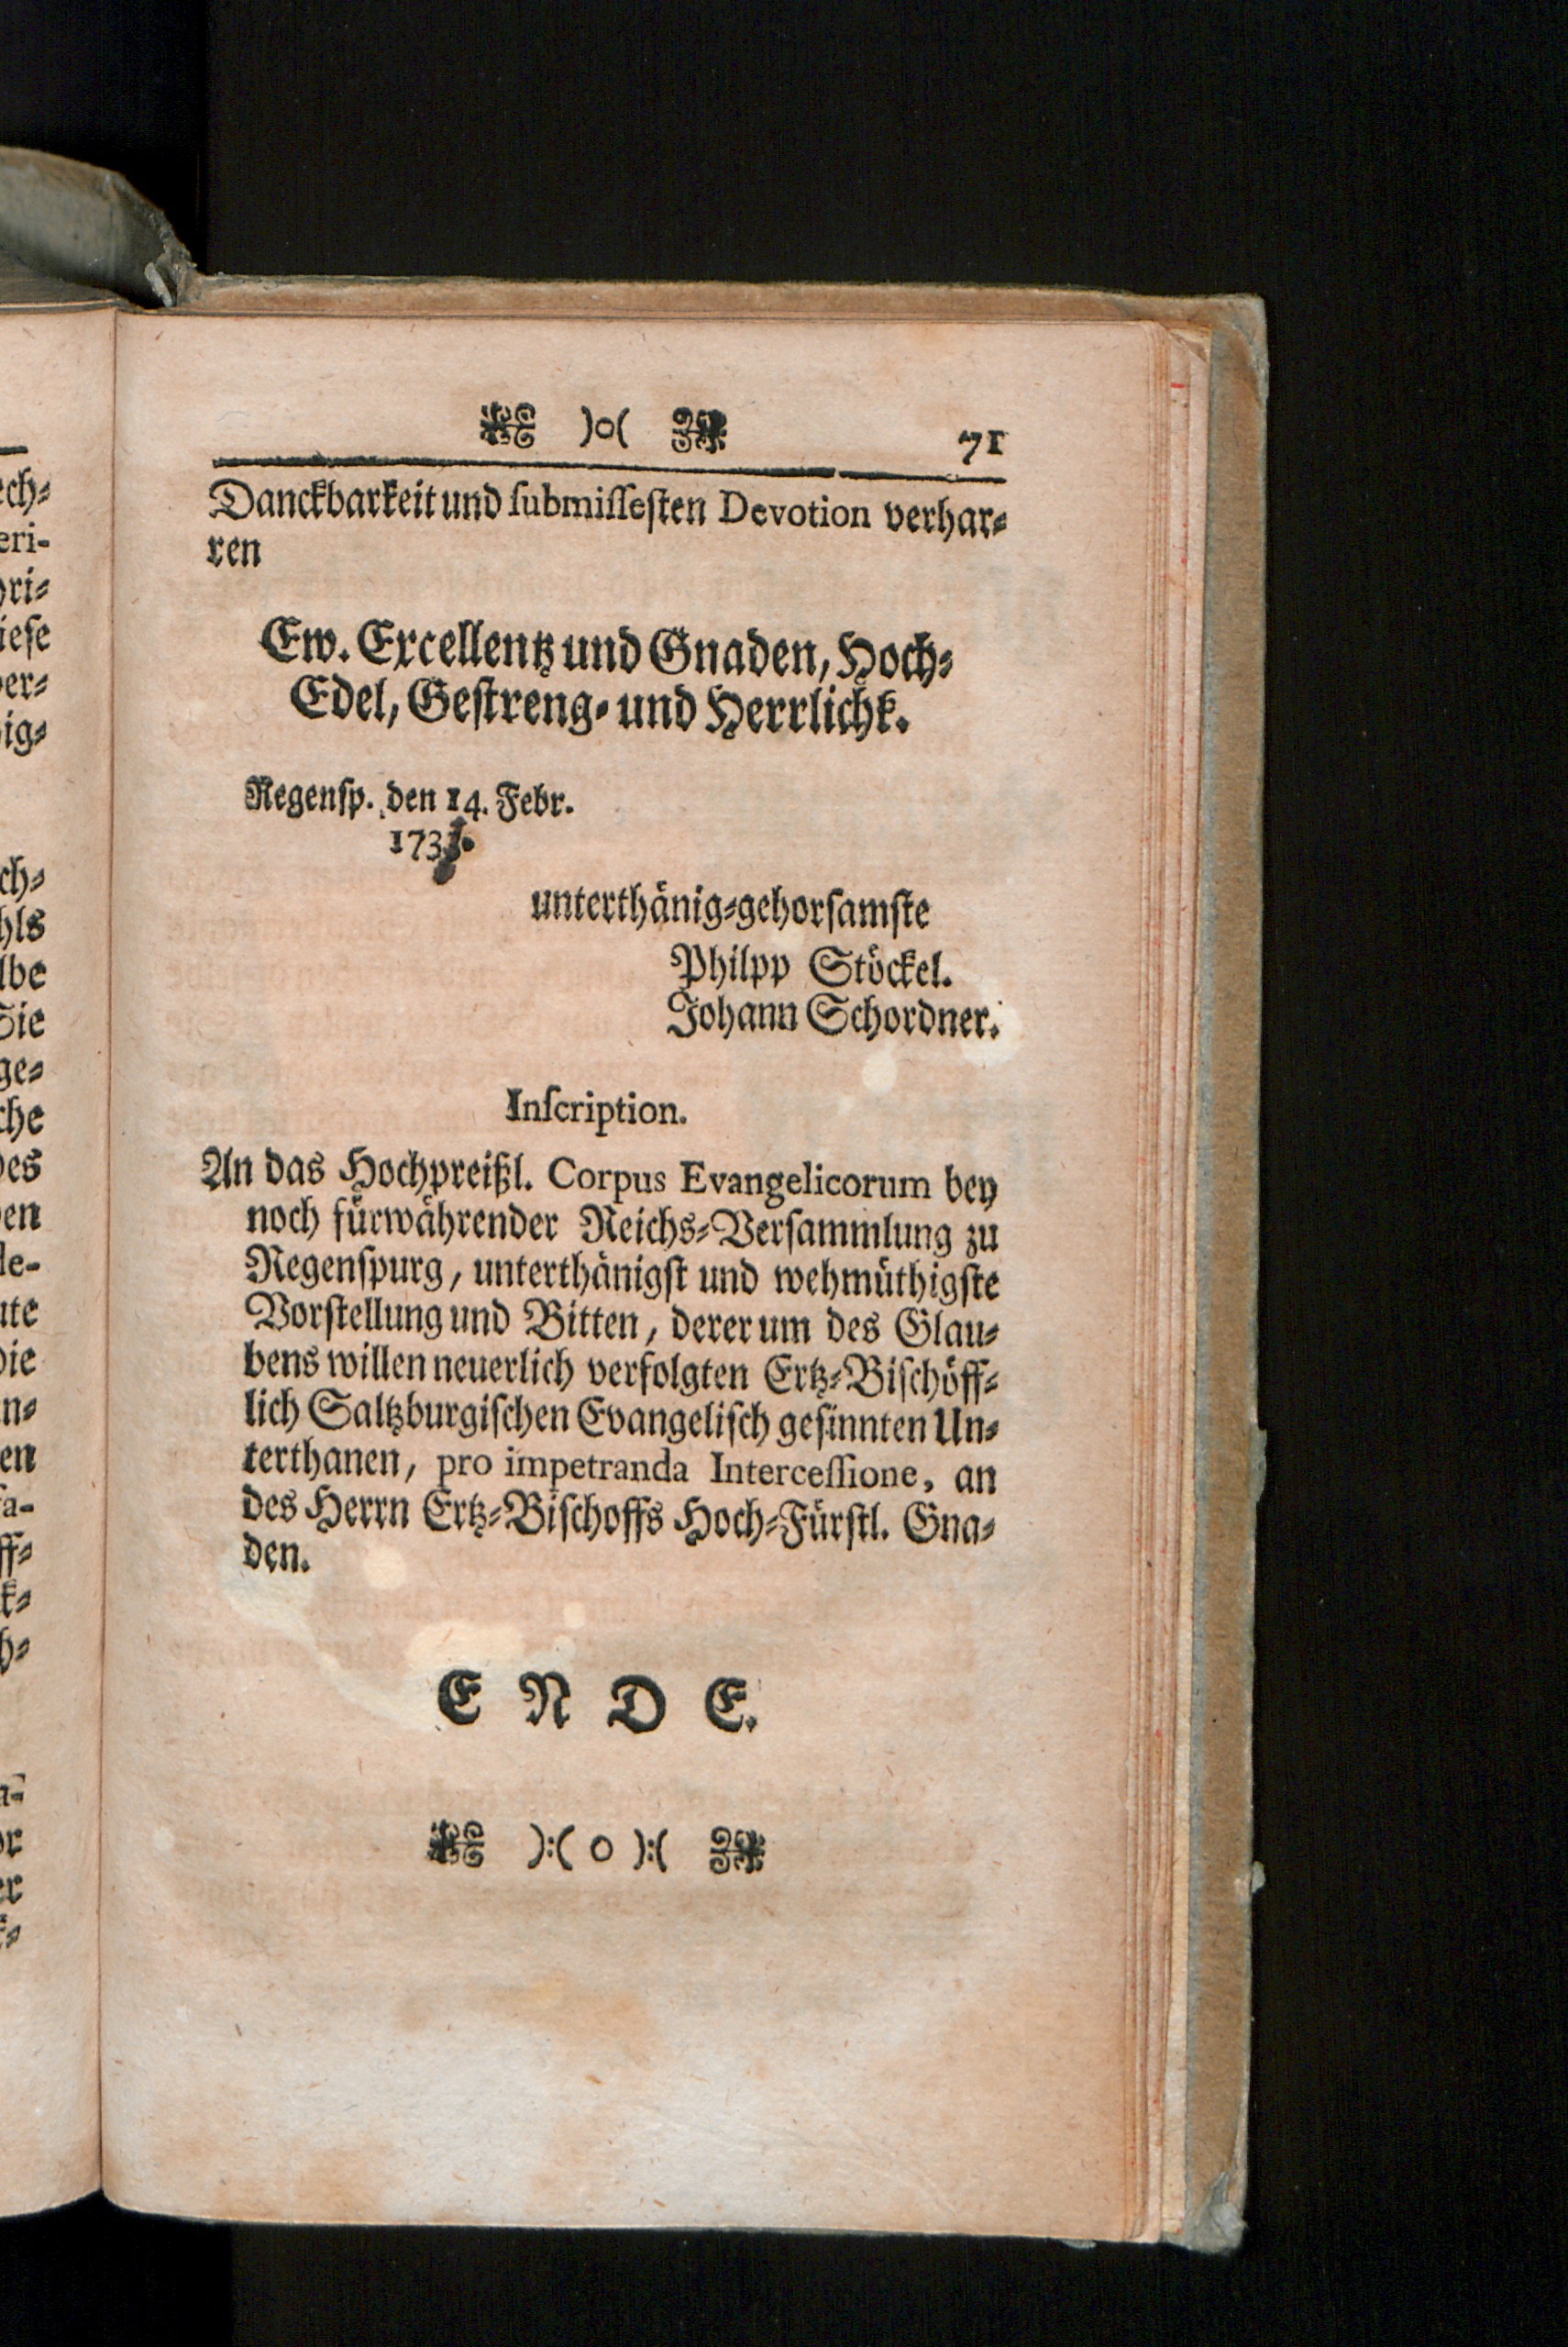 )o( 71
Danckbarkeit und ſubmiſſeſten Devotion verhar⸗
ren
Ew. Excellentz und Gnaden, Hoch⸗
Edel, Geſtreng⸗ und Herrlichk.
Regenſp. den 14. Febr.
unterthänig⸗gehorſamſte
Philpp Stöckel.
Johann Schordner.
Inſcription.
An das Hochpreißl. Corpus Evangelicorum bey
noch fürwährender Reichs⸗Verſammlung zu
Regenſpurg, unterthänigſt und wehmüthigſte
Vorſtellung und Bitten, derer um des Glau⸗
bens willen neuerlich verfolgten Ertz⸗Biſchöff⸗
lich Saltzburgiſchen Evangeliſch geſinnten Un⸗
terthanen, pro impetranda Interceſſione, an
des Herrn Ertz⸗Biſchoffs Hoch⸗Fürſtl. Gna⸗
den.
E N D E.
):( o ):(